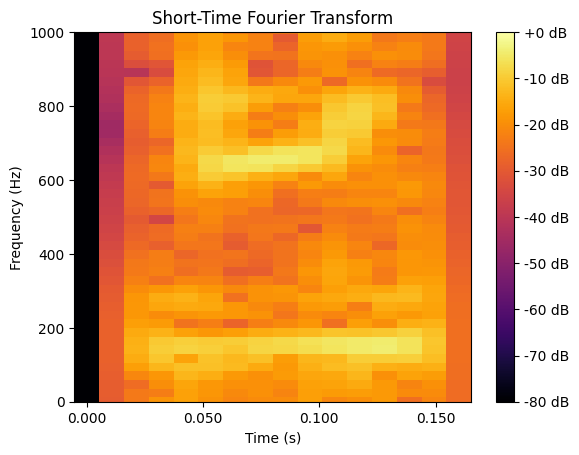 Short-Time Fourier Transform
1000
800
600
400
200
0
Frequency (Hz)
0.000
0.050
0.100
0.150
Time (s)
+0 dB
-10 dB
-20 dB
-30 dB
-40 dB
-50 dB
-60 dB
-70 dB
-80 dB